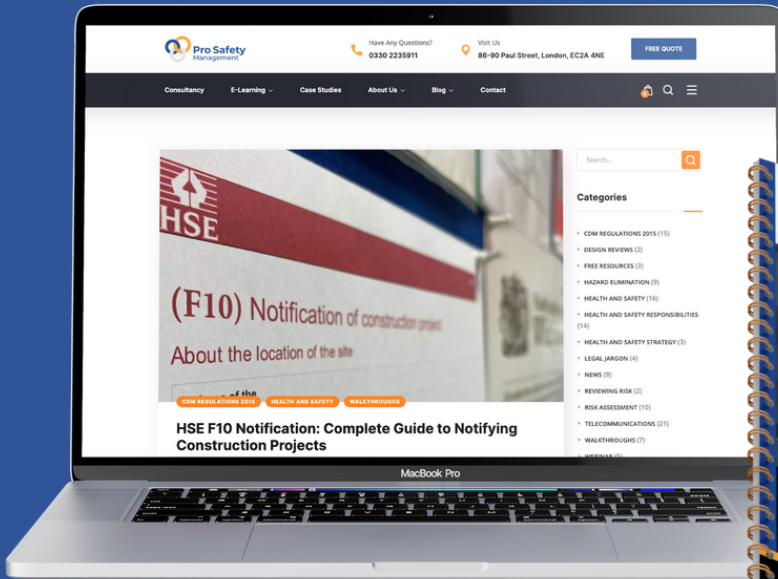 Pro Safety
Management
Have Any Questions?
0330 2235911
Visit Us
86-90 Paul Street, London, EC2A 4NE
FREE QUOTE
Consultancy
E-Learning
Case Studies
About Us
Blog
Contact
HSE
(F10) Notification of construction project
About the location of the site
of the
CDM REGULATIONS 2015
HEALTH AND SAFETY
WALKTHROUGHS
HSE F10 Notification: Complete Guide to Notifying
Construction Projects
Search...
Categories
CDM REGULATIONS 2015 (15)
DESIGN REVIEWS (2)
FREE RESOURCES (3)
HAZARD ELIMINATION (9)
HEALTH AND SAFETY (16)
HEALTH AND SAFETY RESPONSIBILITIES
(14)
HEALTH AND SAFETY STRATEGY (3)
LEGAL JARGON (4)
NEWS (9)
REVIEWING RISK (2)
RISK ASSESSMENT (10)
TELECOMMUNICATIONS (21)
WALKTHROUGHS (7)
WEBINAR (5)
MacBook Pro